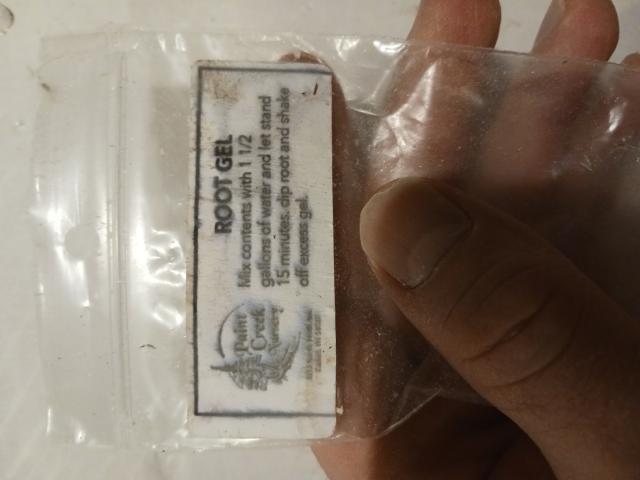 ROOT GEL
Mix contents with 1 1/2
gallons of water and let stand
15 minutes. dip root and shake
off excess gel.
Paint
Creek
Nursery